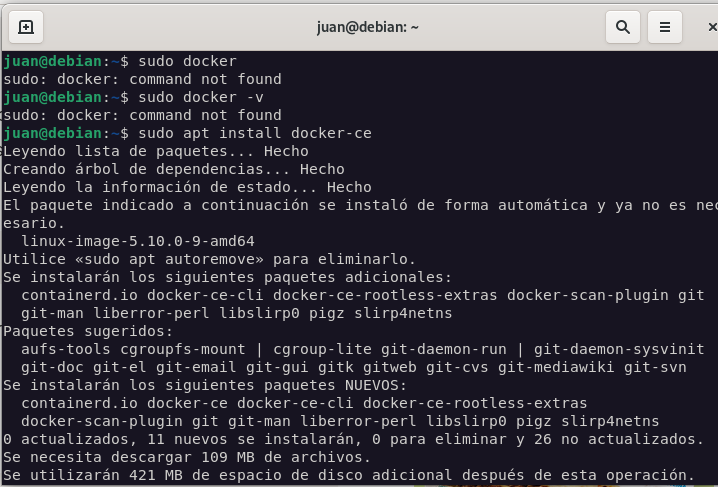 juan@debian: ~
juan@debian:~$ sudo docker
sudo: docker: command not found
juan@debian:~$ sudo docker -v
sudo: docker: command not found
juan@debian:~$ sudo apt install docker-ce
Leyendo lista de paquetes... Hecho
Creando árbol de dependencias... Hecho
Leyendo la información de estado... Hecho
El paquete indicado a continuación se instaló de forma automática y ya no es nec
esario.
linux-image-5.10.0-9-amd64
Utilice «sudo apt autoremove» para eliminarlo.
Se instalarán los siguientes paquetes adicionales:
containerd.io docker-ce-cli docker-ce-rootless-extras docker-scan-plugin git
git-man liberror-perl libslirp0 pigz slirp4netns
Paquetes sugeridos:
aufs-tools cgroupfs-mount | cgroup-lite git-daemon-run | git-daemon-sysvinit
git-doc git-el git-email git-gui gitk gitweb git-cvs git-mediawiki git-svn
Se instalarán los siguientes paquetes NUEVOS:
containerd.io docker-ce docker-ce-cli docker-ce-rootless-extras
docker-scan-plugin git git-man liberror-perl libslirp0 pigz slirp4netns
0 actualizados, 11 nuevos se instalarán, 0 para eliminar y 26 no actualizados.
Se necesita descargar 109 MB de archivos.
Se utilizarán 421 MB de espacio de disco adicional después de esta operación.